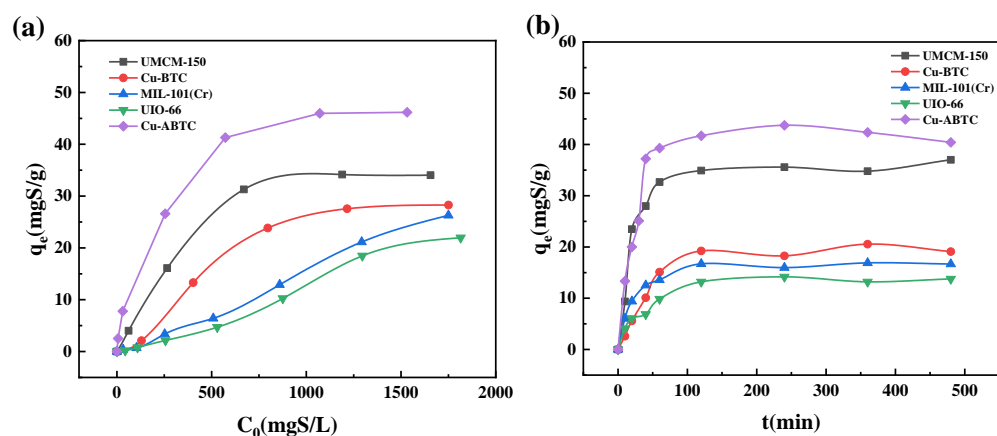 (a)
60
50
40
30
20
10
0
qe(mgS/g)
UMCM-150
Cu-BTC
MIL-101(Cr)
UIO-66
Cu-ABTC
0 500 1000 1500 2000
C0(mgS/L)
(b)
60
50
40
30
20
10
0
qe(mgS/g)
UMCM-150
Cu-BTC
MIL-101(Cr)
UIO-66
Cu-ABTC
0 100 200 300 400 500
t(min)